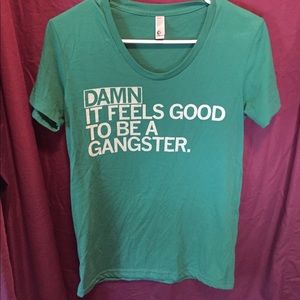 DAMN
IT FEELS GOOD
TO BE A
GANGSTER.